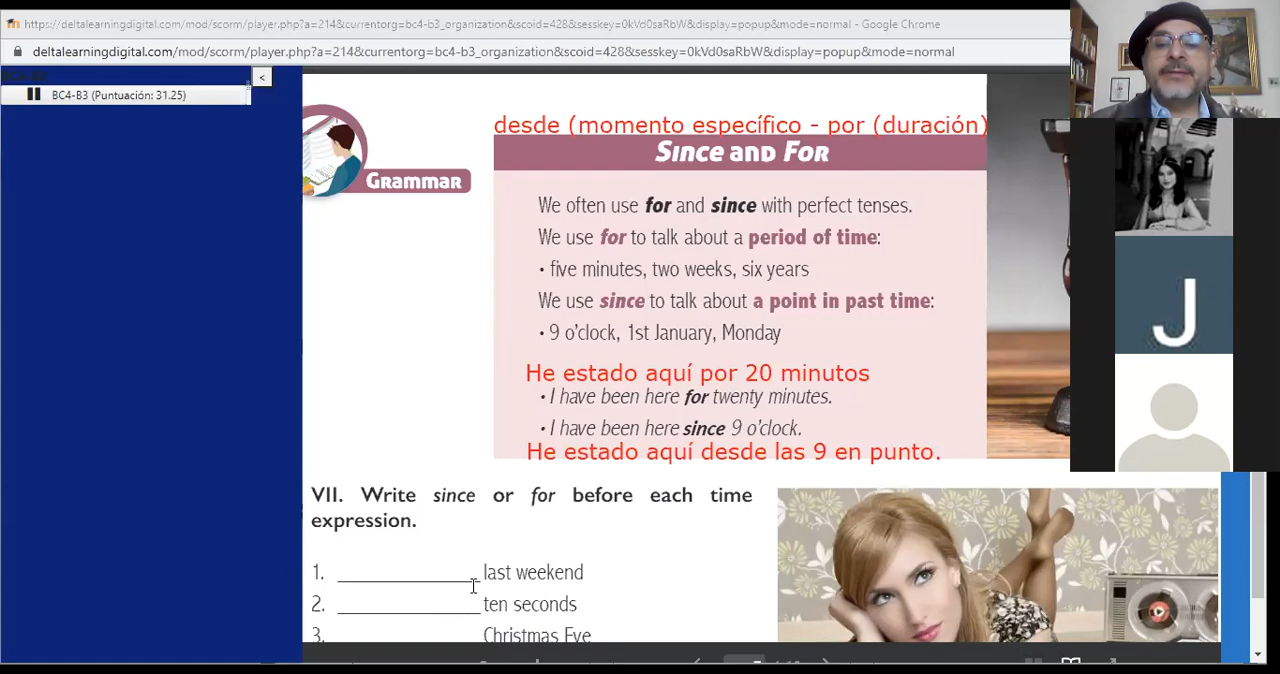 https://deltalearningdigital.com/mod/scorm/player.php?a=214&currentorg=bc4-b3_organization&scoid=428&sesskey=0kVd0saRbW&display=popup&mode=normal - Google Chrome
deltalearningdigital.com/mod/scorm/player.php?a=214&currentorg=bc4-b3_organization&scoid=428&sesskey=0kVd0saRbW&display=popup&mode=normal
BC4-B3
<
BC4-B3 (Puntuación: 31.25)
desde (momento específico - por (duración)
Since and For
Grammar
We often use for and since with perfect tenses.
We use for to talk about a period of time:
• five minutes, two weeks, six years
We use since to talk about a point in past time:
• 9 o'clock, 1st January, Monday
He estado aquí por 20 minutos
• I have been here for twenty minutes.
• I have been here since 9 o'clock.
He estado aquí desde las 9 en punto.
VII. Write since or for before each time
expression.
1. ________________ last weekend
2. ________________ ten seconds
3. Christmas Eve
J